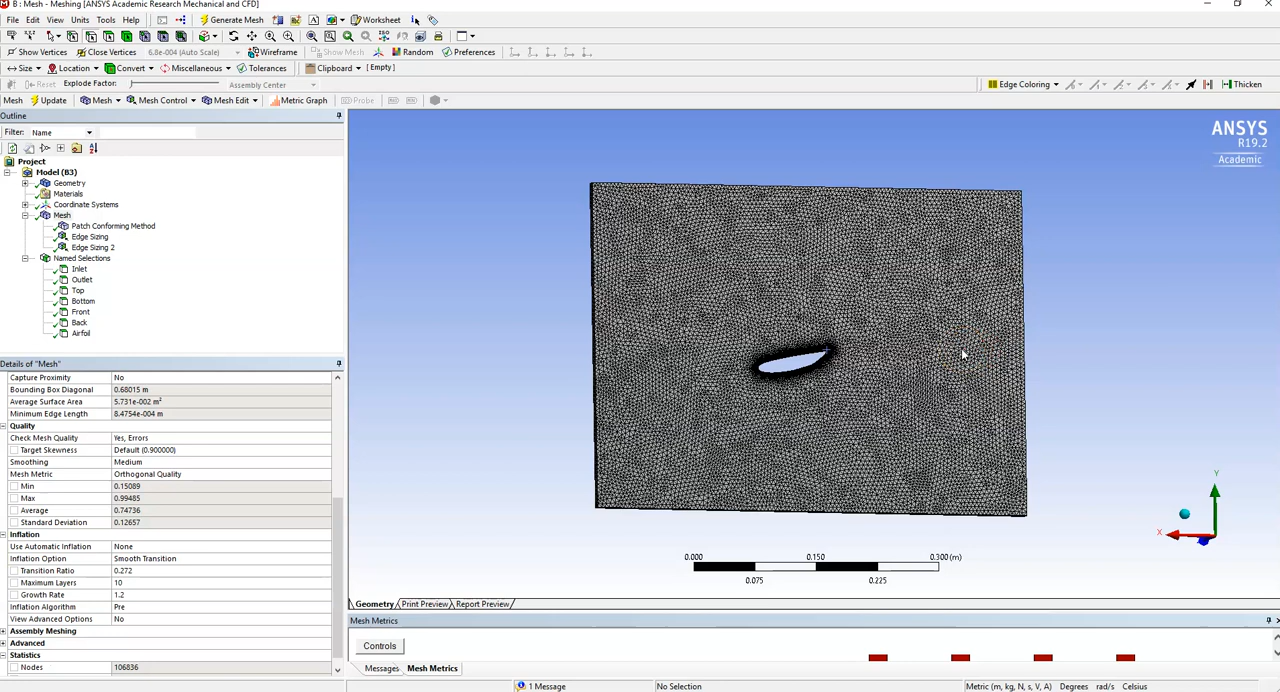 B : Mesh - Meshing [ANSYS Academic Research Mechanical and CFD]
File Edit View Units Tools Help Generate Mesh Worksheet
Show Vertices Close Vertices 6.8e-004 (Auto Scale) Wireframe Show Mesh Random Preferences
Size Location Convert Miscellaneous Tolerances Clipboard [Empty]
Reset Explode Factor: Assembly Center Edge Coloring Thicken
Mesh Update Mesh Mesh Control Mesh Edit Metric Graph Probe
Outline
Filter: Name
Project
Model (B3)
Geometry
Materials
Coordinate Systems
Mesh
Patch Conforming Method
Edge Sizing
Edge Sizing 2
Named Selections
Inlet
Outlet
Top
Bottom
Front
Back
Airfoil
Details of "Mesh"
Capture Proximity No
Bounding Box Diagonal 0.68015 m
Average Surface Area 5.731e-002 m²
Minimum Edge Length 8.4754e-004 m
Quality
Check Mesh Quality Yes, Errors
Target Skewness Default (0.900000)
Smoothing Medium
Mesh Metric Orthogonal Quality
Min 0.15089
Max 0.99485
Average 0.74736
Standard Deviation 0.12657
Inflation
Use Automatic Inflation None
Inflation Option Smooth Transition
Transition Ratio 0.272
Maximum Layers 10
Growth Rate 1.2
Inflation Algorithm Pre
View Advanced Options No
Assembly Meshing
Advanced
Statistics
Nodes 106836
ANSYS
R19.2
Academic
Y
X
0.000 0.150 0.300 (m)
0.075 0.225
Geometry Print Preview Report Preview
Mesh Metrics
Controls
Messages Mesh Metrics
1 Message No Selection Metric (m, kg, N, s, V, A) Degrees rad/s Celsius